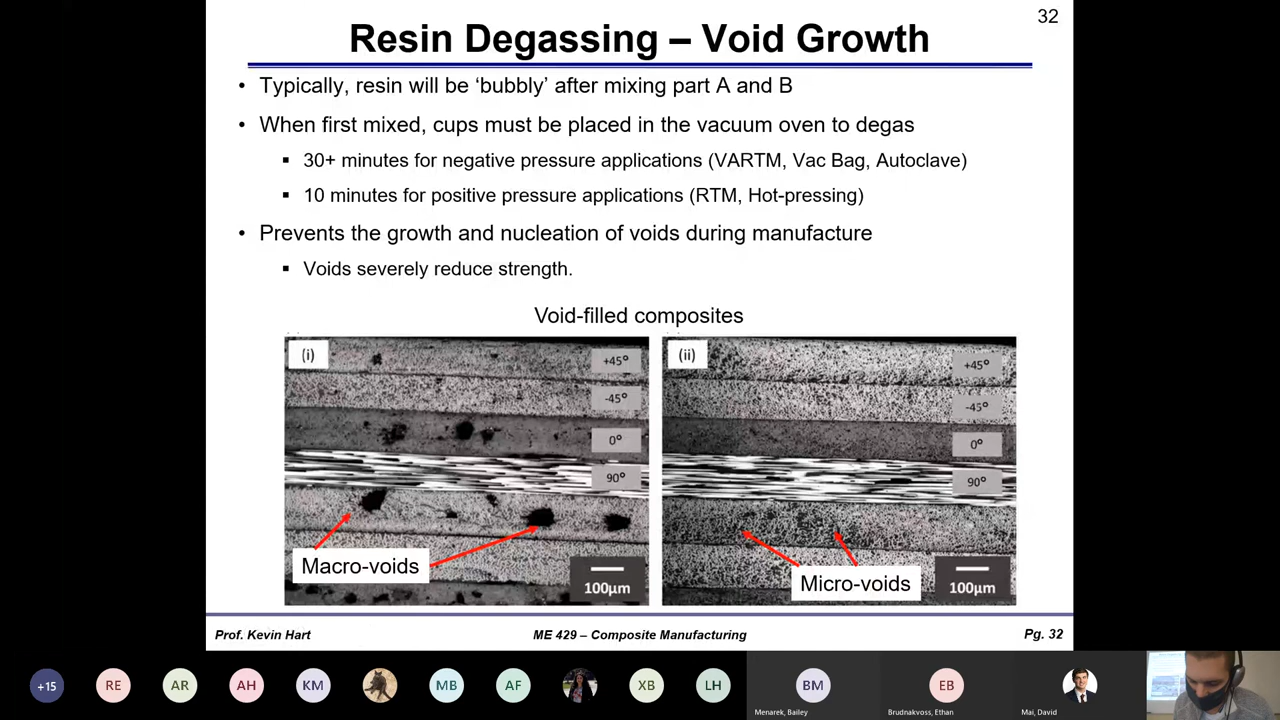 32
Resin Degassing – Void Growth
• Typically, resin will be ‘bubbly’ after mixing part A and B
• When first mixed, cups must be placed in the vacuum oven to degas
▪ 30+ minutes for negative pressure applications (VARTM, Vac Bag, Autoclave)
▪ 10 minutes for positive pressure applications (RTM, Hot-pressing)
• Prevents the growth and nucleation of voids during manufacture
▪ Voids severely reduce strength.
Void-filled composites
(i)
+45°
-45°
0°
90°
Macro-voids
100µm
(ii)
+45°
-45°
0°
90°
Micro-voids
100µm
Prof. Kevin Hart
ME 429 – Composite Manufacturing
Pg. 32
+15
RE
AR
AH
KM
MB
AF
XB
LH
BM
Menarek, Bailey
EB
Brudnakvoss, Ethan
Mai, David